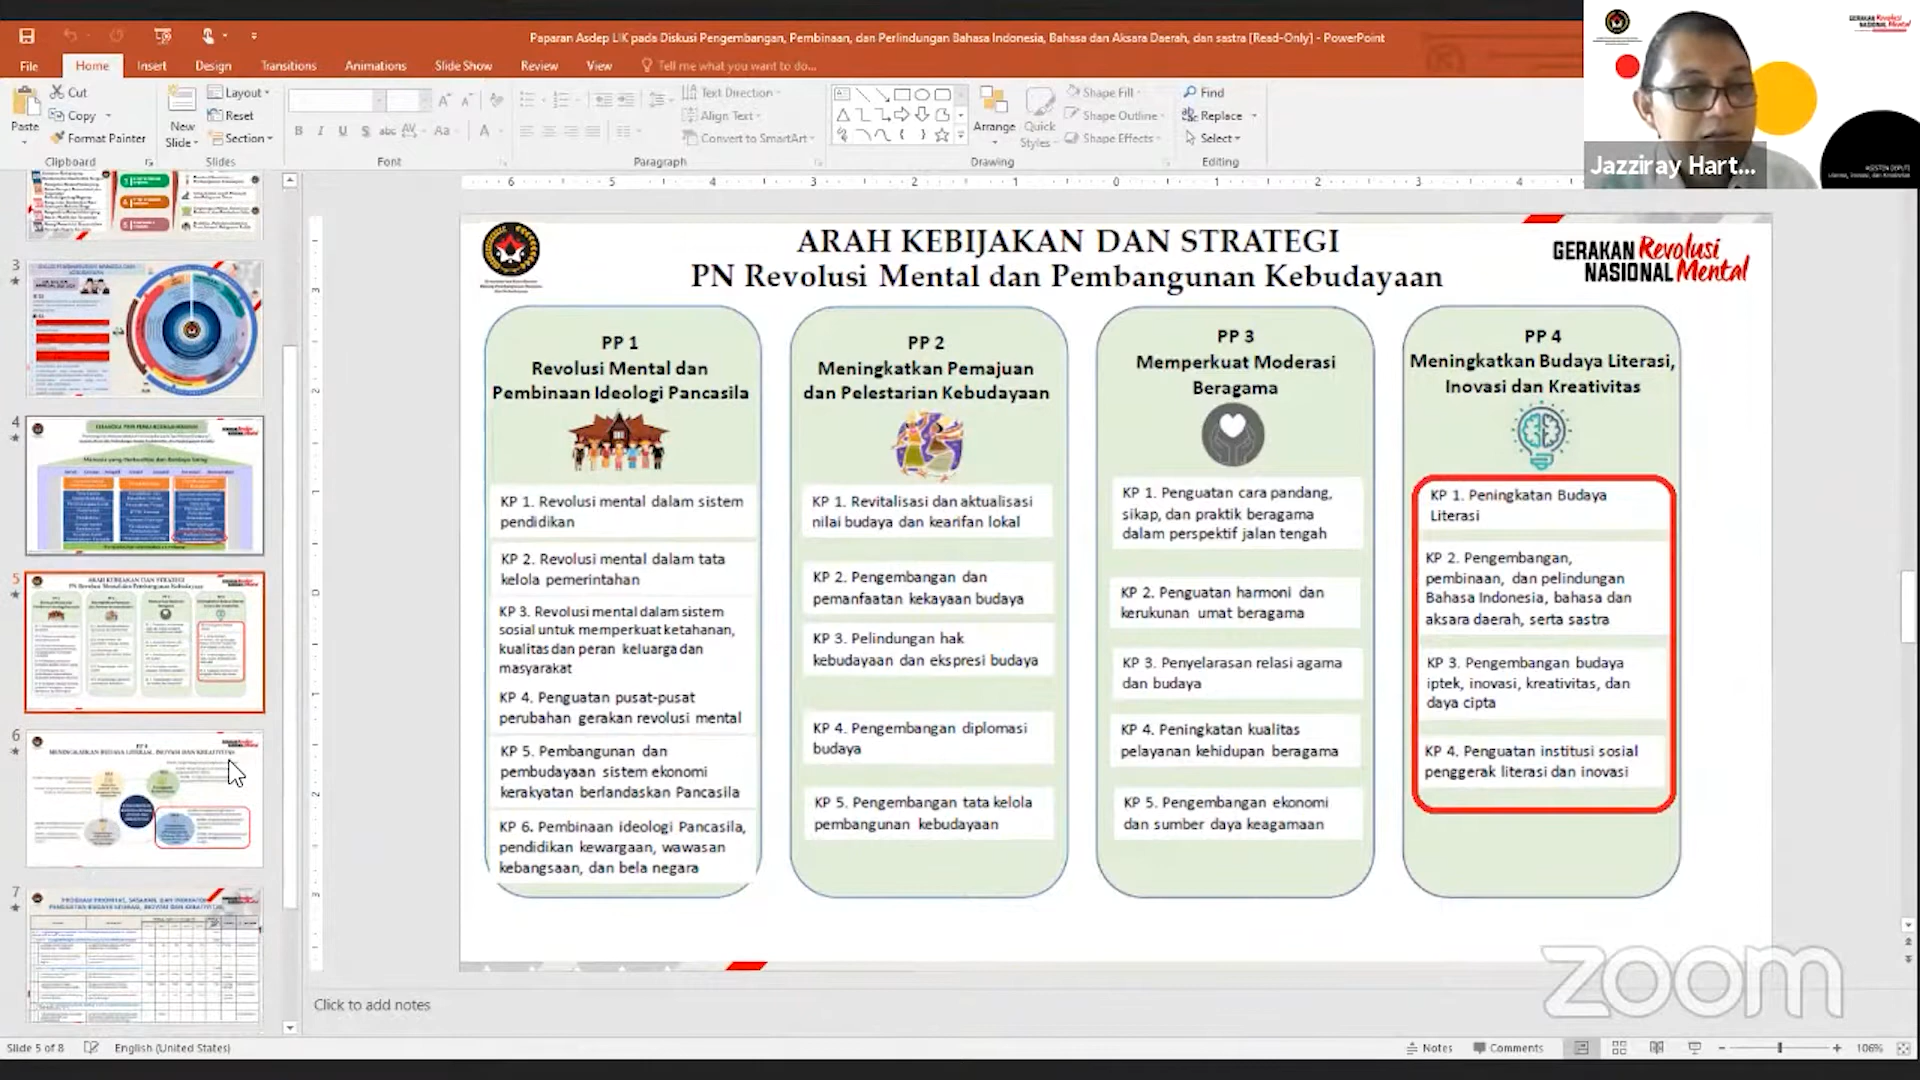 Paparan Asdep LIK pada Diskusi Pengembangan, Pembinaan, dan Perlindungan Bahasa Indonesia, Bahasa dan Aksara Daerah, dan sastra [Read-Only] - PowerPoint
File Home Insert Design Transitions Animations Slide Show Review View Tell me what you want to do...
Cut
Copy
Format Painter
Paste
Clipboard
New
Slide
Layout
Reset
Section
Slides
Font
Text Direction
Align Text
Convert to SmartArt
Paragraph
Arrange
Quick
Styles
Shape Fill
Shape Outline
Shape Effects
Drawing
Find
Replace
Select
Editing
Jazziray Hart...
ARAH KEBIJAKAN DAN STRATEGI
PN Revolusi Mental dan Pembangunan Kebudayaan
GERAKAN Revolusi
NASIONAL Mental
PP 1
Revolusi Mental dan
Pembinaan Ideologi Pancasila
KP 1. Revolusi mental dalam sistem
pendidikan
KP 2. Revolusi mental dalam tata
kelola pemerintahan
KP 3. Revolusi mental dalam sistem
sosial untuk memperkuat ketahanan,
kualitas dan peran keluarga dan
masyarakat
KP 4. Penguatan pusat-pusat
perubahan gerakan revolusi mental
KP 5. Pembangunan dan
pembudayaan sistem ekonomi
kerakyatan berlandaskan Pancasila
KP 6. Pembinaan ideologi Pancasila,
pendidikan kewargaan, wawasan
kebangsaan, dan bela negara
PP 2
Meningkatkan Pemajuan
dan Pelestarian Kebudayaan
KP 1. Revitalisasi dan aktualisasi
nilai budaya dan kearifan lokal
KP 2. Pengembangan dan
pemanfaatan kekayaan budaya
KP 3. Pelindungan hak
kebudayaan dan ekspresi budaya
KP 4. Pengembangan diplomasi
budaya
KP 5. Pengembangan tata kelola
pembangunan kebudayaan
PP 3
Memperkuat Moderasi
Beragama
KP 1. Penguatan cara pandang,
sikap, dan praktik beragama
dalam perspektif jalan tengah
KP 2. Penguatan harmoni dan
kerukunan umat beragama
KP 3. Penyelarasan relasi agama
dan budaya
KP 4. Peningkatan kualitas
pelayanan kehidupan beragama
KP 5. Pengembangan ekonomi
dan sumber daya keagamaan
PP 4
Meningkatkan Budaya Literasi,
Inovasi dan Kreativitas
KP 1. Peningkatan Budaya
Literasi
KP 2. Pengembangan,
pembinaan, dan pelindungan
Bahasa Indonesia, bahasa dan
aksara daerah, serta sastra
KP 3. Pengembangan budaya
iptek, inovasi, kreativitas, dan
daya cipta
KP 4. Penguatan institusi sosial
penggerak literasi dan inovasi
3
4
5
6
7
zoom
Click to add notes
Slide 5 of 8 English (United States) Notes Comments 106%